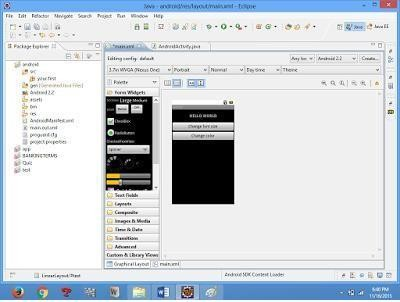 Java - android/res/layout/main.xml - Eclipse
File Edit Refactor Navigate Search Project Run Window Help
Java
Java EE
Package Explorer
android
src
your.first
gen [Generated Java Files]
Android 2.2
assets
bin
res
AndroidManifest.xml
main.out.xml
proguard.cfg
project.properties
app
BANKINGTERMS
Quiz
test
*main.xml
AndroidActivity.java
Editing config: default
Any locale
Android 2.2
Create...
3.7in WVGA (Nexus One)
Portrait
Normal
Day time
Theme
Palette
Form Widgets
Large Medium
CheckBox
RadioButton
CheckedTextView
Spinner
Text Fields
Layouts
Composite
Images & Media
Time & Date
Transitions
Advanced
Custom & Library Views
Graphical Layout
main.xml
HELLO WORLD
Change font size
Change color
LinearLayout/
Android SDK Content Loader
5:40 PM
11/16/2015